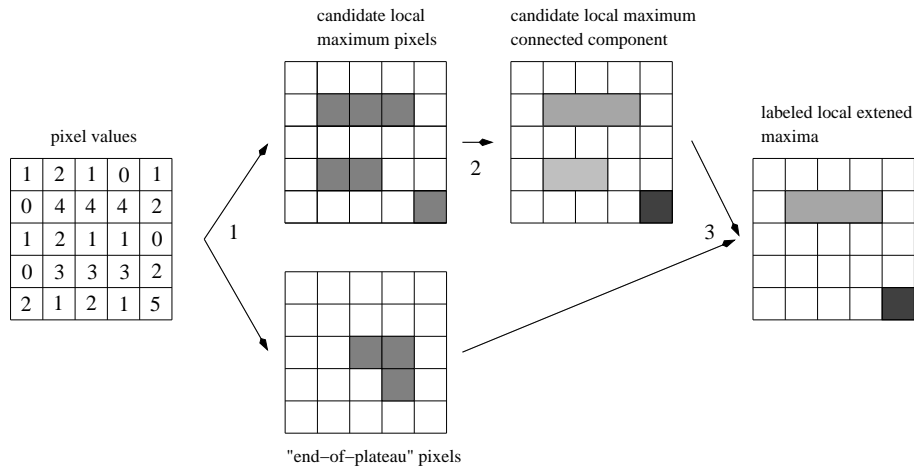 candidate local
maximum pixels
candidate local maximum
connected component
pixel values
1 2 1 0 1
0 4 4 4 2
1 2 1 1 0
0 3 3 3 2
2 1 2 1 5
1
2
labeled local extened
maxima
3
"end−of−plateau" pixels